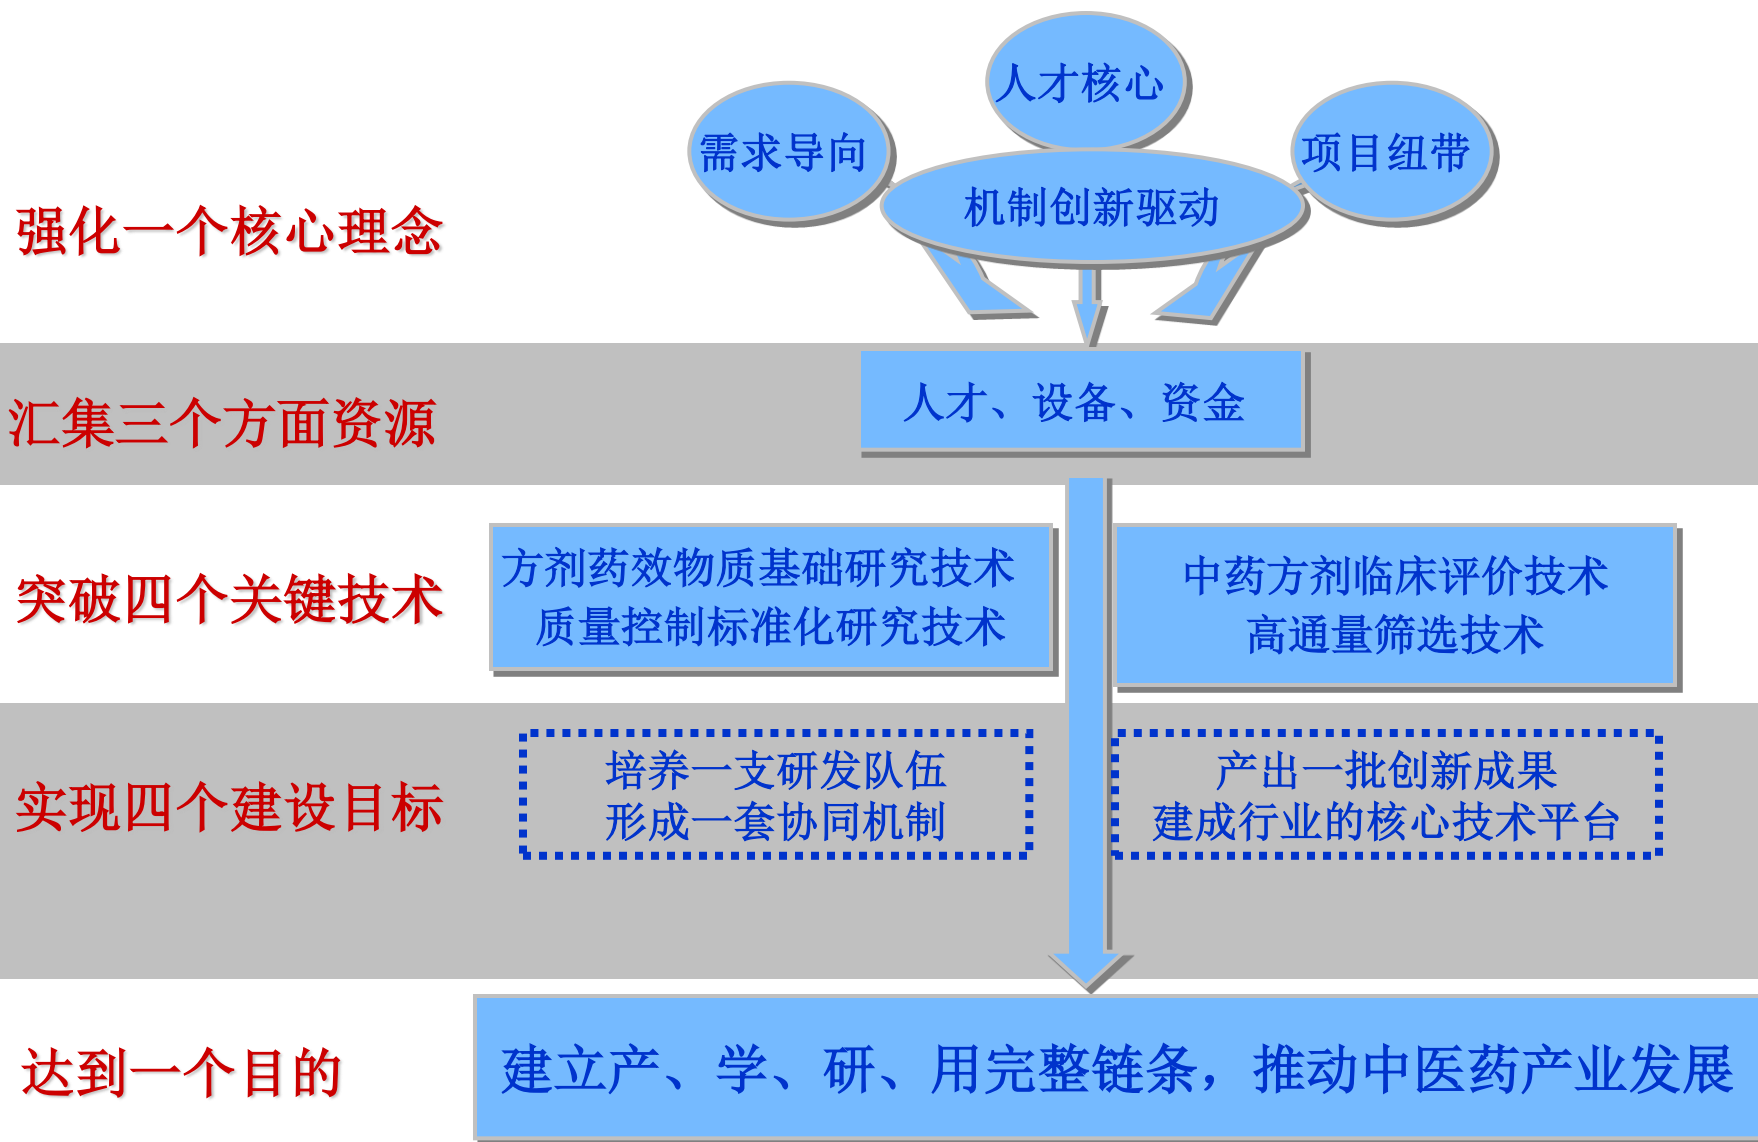 人才核心
需求导向
项目纽带
机制创新驱动
强化一个核心理念
汇集三个方面资源
人才、设备、资金
突破四个关键技术
方剂药效物质基础研究技术
质量控制标准化研究技术
中药方剂临床评价技术
高通量筛选技术
实现四个建设目标
培养一支研发队伍
形成一套协同机制
产出一批创新成果
建成行业的核心技术平台
达到一个目的
建立产、学、研、用完整链条，推动中医药产业发展